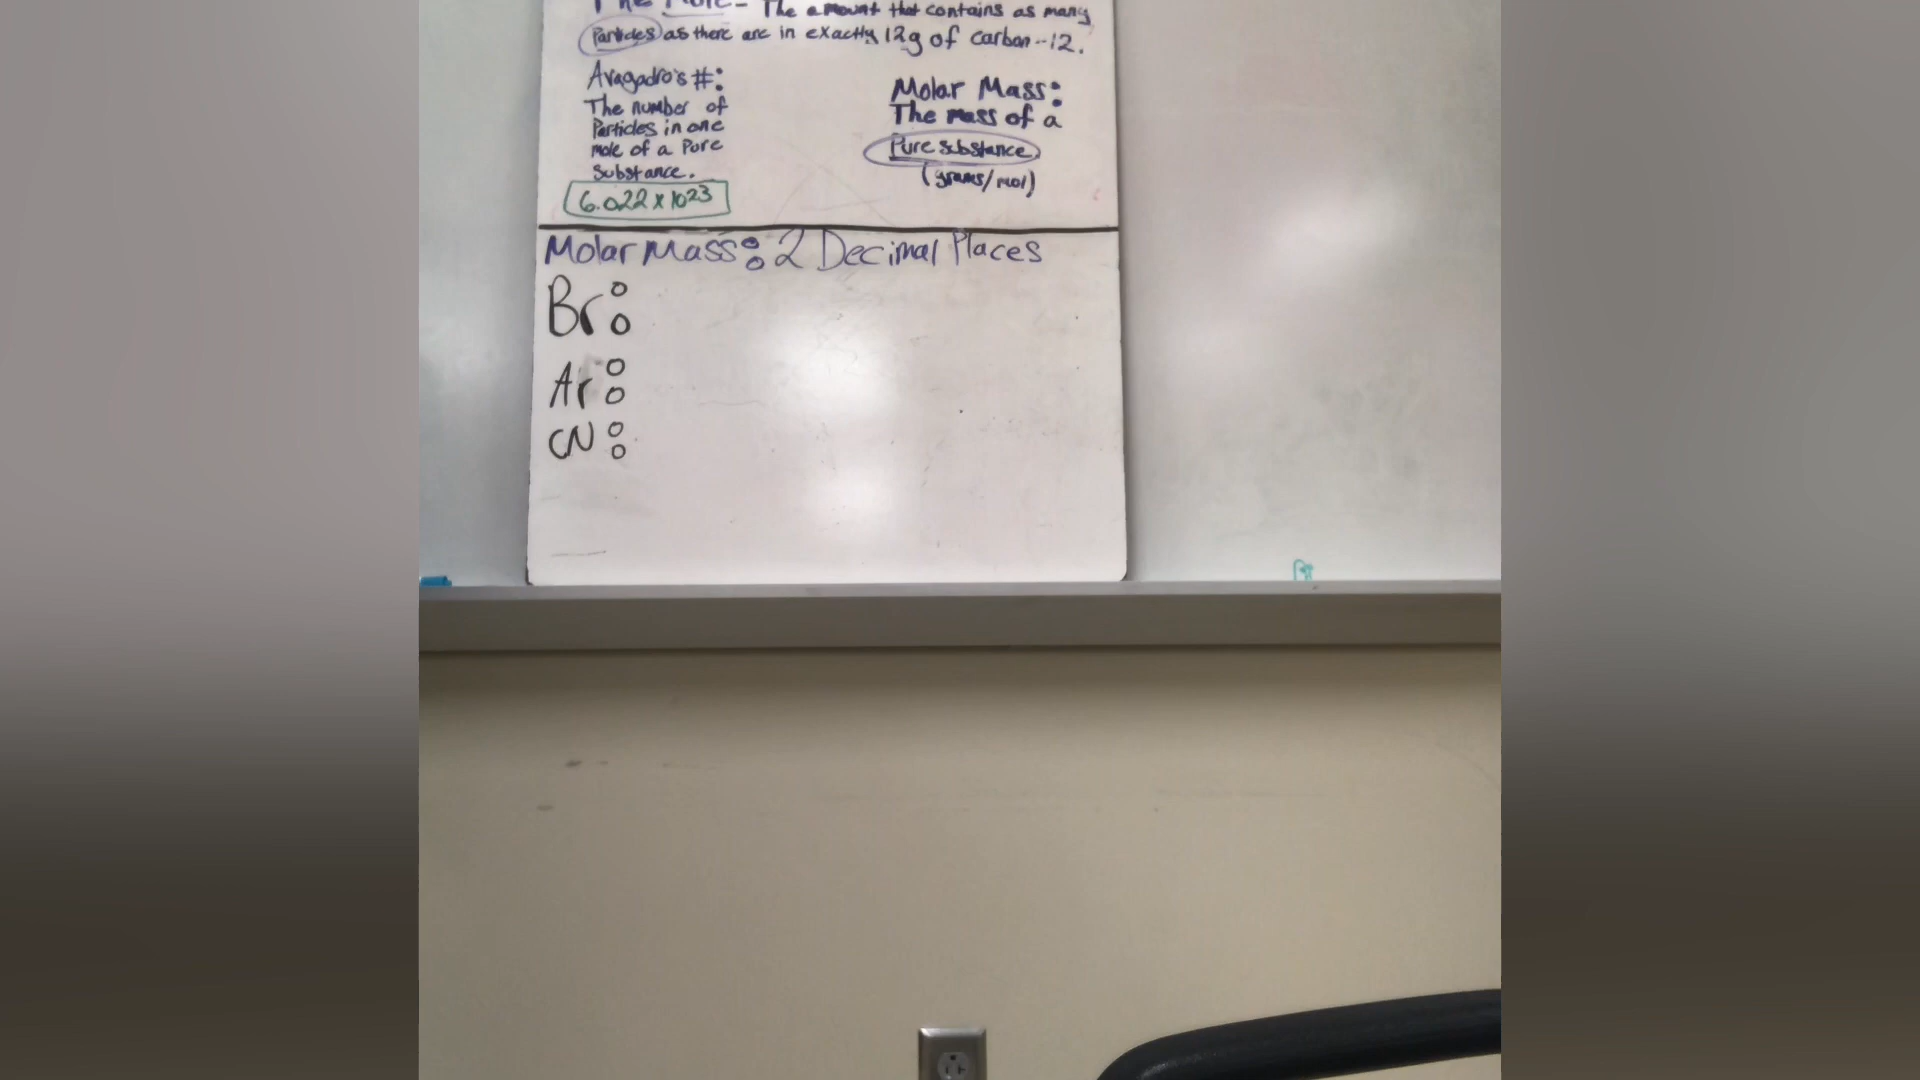 The Mole - The amount that contains as many
Particles as there are in exactly 12g of carbon-12.
Avagadro's #:
The number of
Particles in one
mole of a Pure
Substance.
6.022 x 10²³
Molar Mass:
The mass of a
Pure substance
(grams/mol)
Molar Mass: 2 Decimal Places
Br:
Ar:
CN: